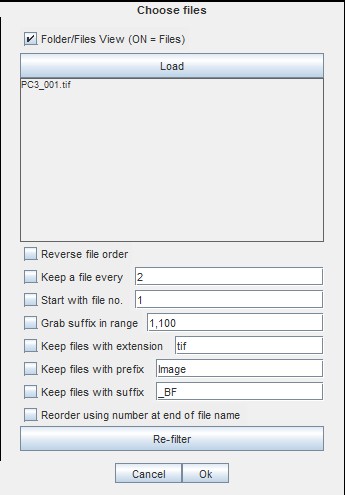 Choose files
Folder/Files View (ON = Files)
Load
PC3_001.tif
Reverse file order
Keep a file every 2
Start with file no. 1
Grab suffix in range 1,100
Keep files with extension tif
Keep files with prefix Image
Keep files with suffix _BF
Reorder using number at end of file name
Re-filter
Cancel Ok